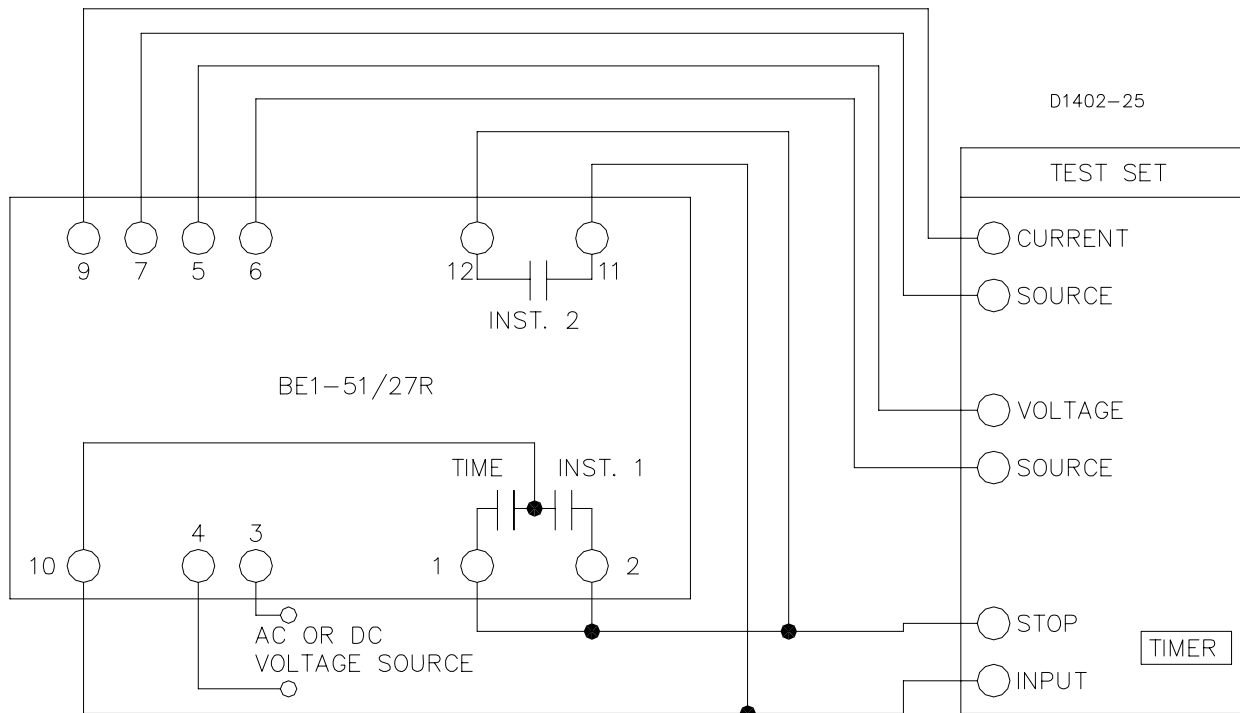 D1402-25
TEST SET
CURRENT
SOURCE
VOLTAGE
SOURCE
STOP
TIMER
INPUT
9 7 5 6 12 11
INST. 2
BE1-51/27R
TIME INST. 1
4 3
10 1 2
AC OR DC
VOLTAGE SOURCE